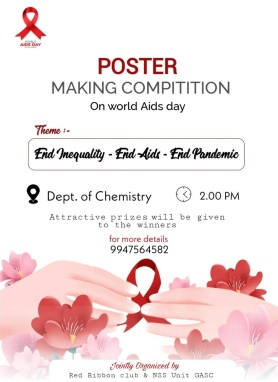 AIDS DAY
POSTER
MAKING COMPITITION
On world Aids day
Theme :-
End Inequality - End Aids - End Pandemic
Dept. of Chemistry
2.00 PM
Attractive prizes will be given
to the winners
for more details
9947564582
Jointly Organized by
Red Ribbon club & NSS Unit GASC